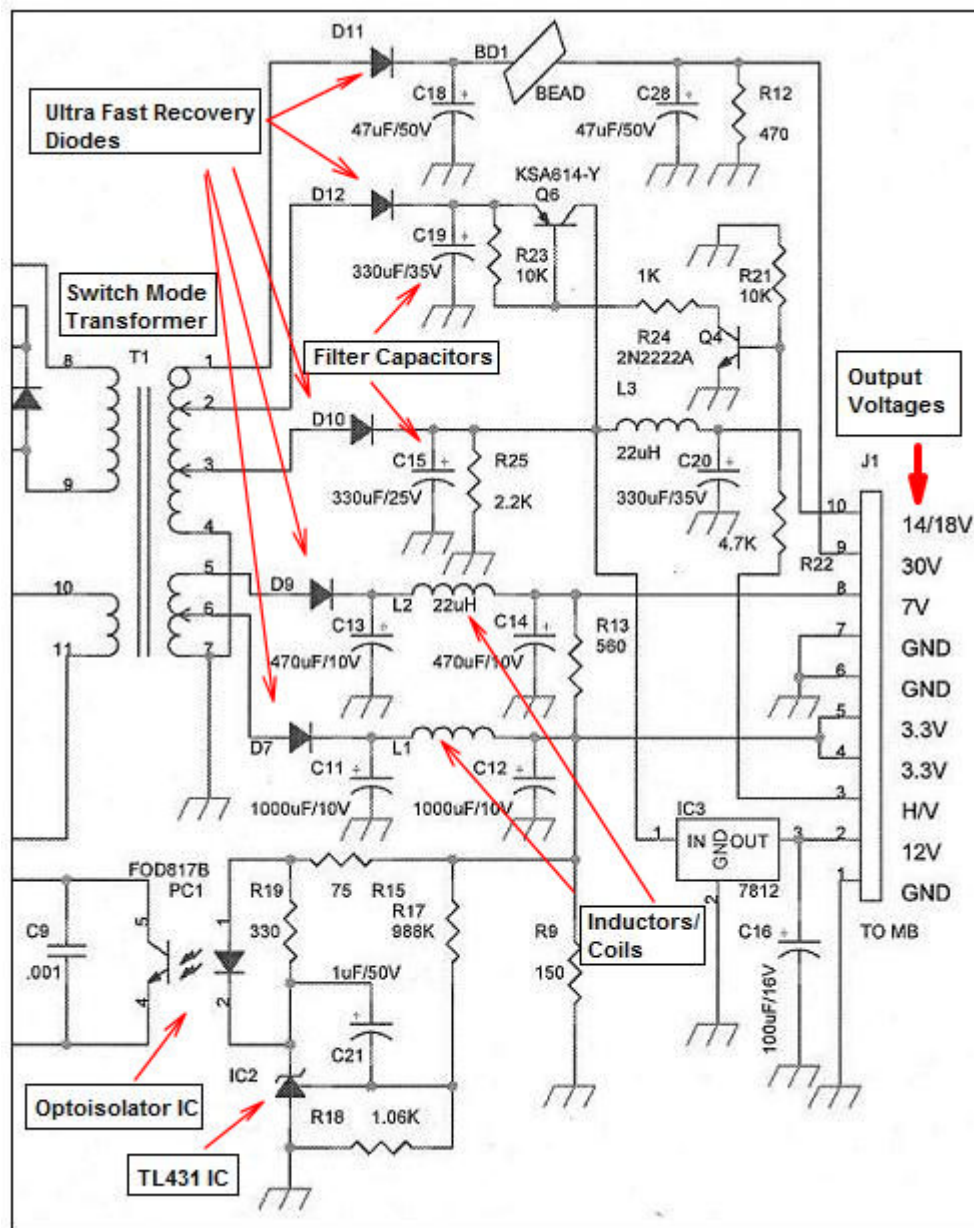 D11
BD1
BEAD
C18
+
47uF/50V
C28
+
47uF/50V
R12
470
Ultra Fast Recovery
Diodes
KSA614-Y
Q6
D12
C19
+
330uF/35V
R23
10K
1K
R21
10K
R24
2N2222A
Q4
Switch Mode
Transformer
T1
Filter Capacitors
L3
22uH
Output
Voltages
J1
8
9
10
11
1
2
3
4
5
6
7
D10
C15
+
330uF/25V
R25
2.2K
C20
+
330uF/35V
4.7K
R22
10
14/18V
9
30V
8
7V
7
GND
6
GND
5
3.3V
4
3.3V
3
H/V
2
12V
1
GND
TO MB
D9
L2
22uH
C13
+
470uF/10V
C14
+
470uF/10V
R13
560
D7
L1
C11
+
1000uF/10V
C12
+
1000uF/10V
IC3
1
IN
GND
OUT
3
2
7812
C16
+
100uF/16V
FOD817B
PC1
R19
330
75
R15
R17
988K
R9
150
Inductors/
Coils
C9
.001
5
4
1
2
1uF/50V
+
C21
IC2
R18
1.06K
Optoisolator IC
TL431 IC